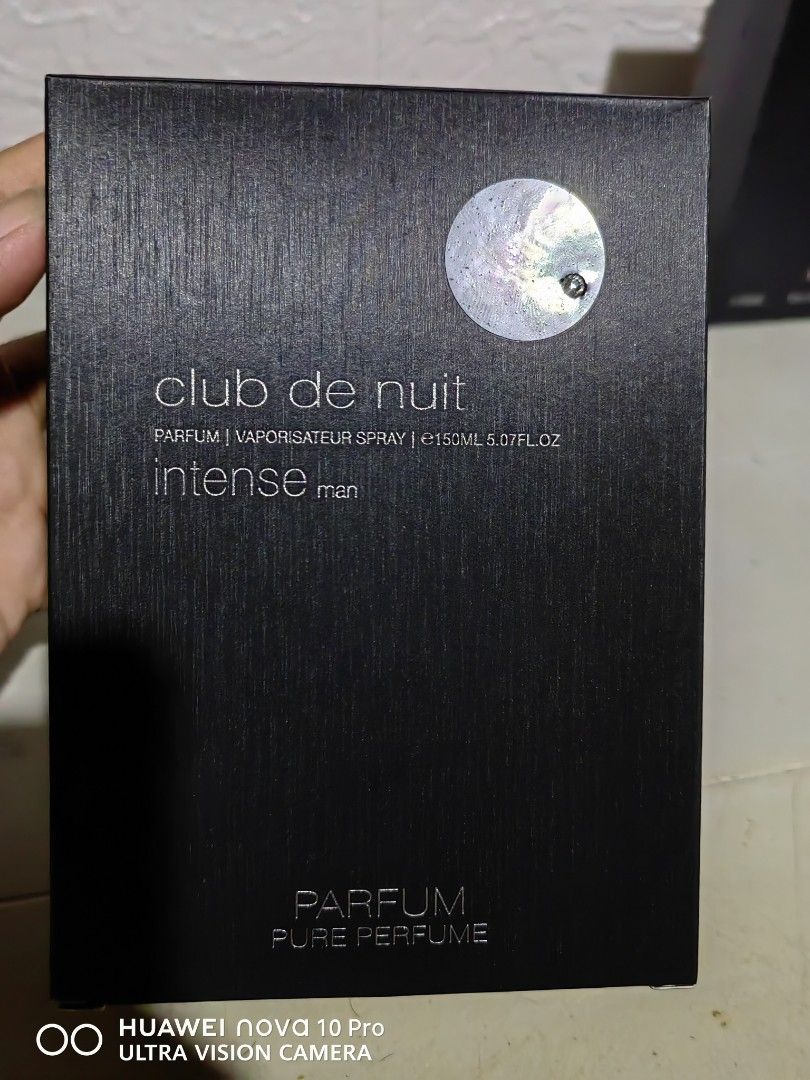 club de nuit
PARFUM | VAPORISATEUR SPRAY | ℮150ML 5.07FL.OZ
intense man
PARFUM
PURE PERFUME
HUAWEI nova 10 Pro
ULTRA VISION CAMERA